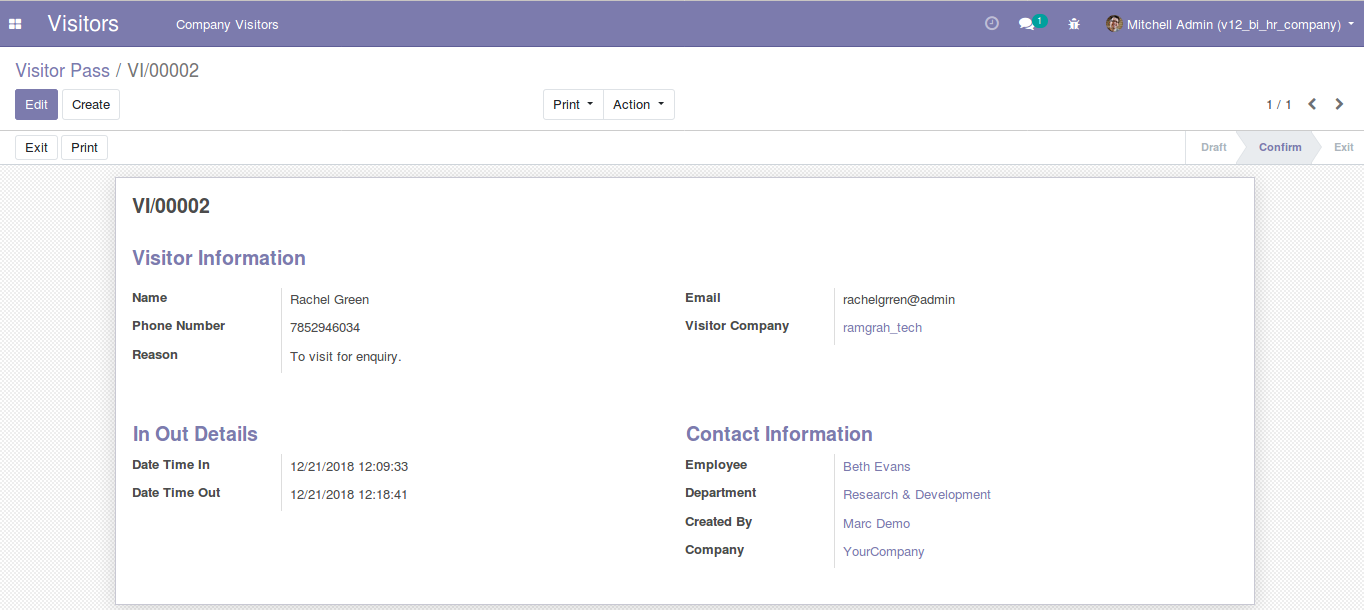 Visitors Company Visitors 1 Mitchell Admin (v12_bi_hr_company)
Visitor Pass / VI/00002
Edit Create Print Action 1 / 1
Exit Print Draft Confirm Exit
VI/00002
Visitor Information
Name Rachel Green Email rachelgrren@admin
Phone Number 7852946034 Visitor Company ramgrah_tech
Reason To visit for enquiry.
In Out Details Contact Information
Date Time In 12/21/2018 12:09:33 Employee Beth Evans
Date Time Out 12/21/2018 12:18:41 Department Research & Development
Created By Marc Demo
Company YourCompany